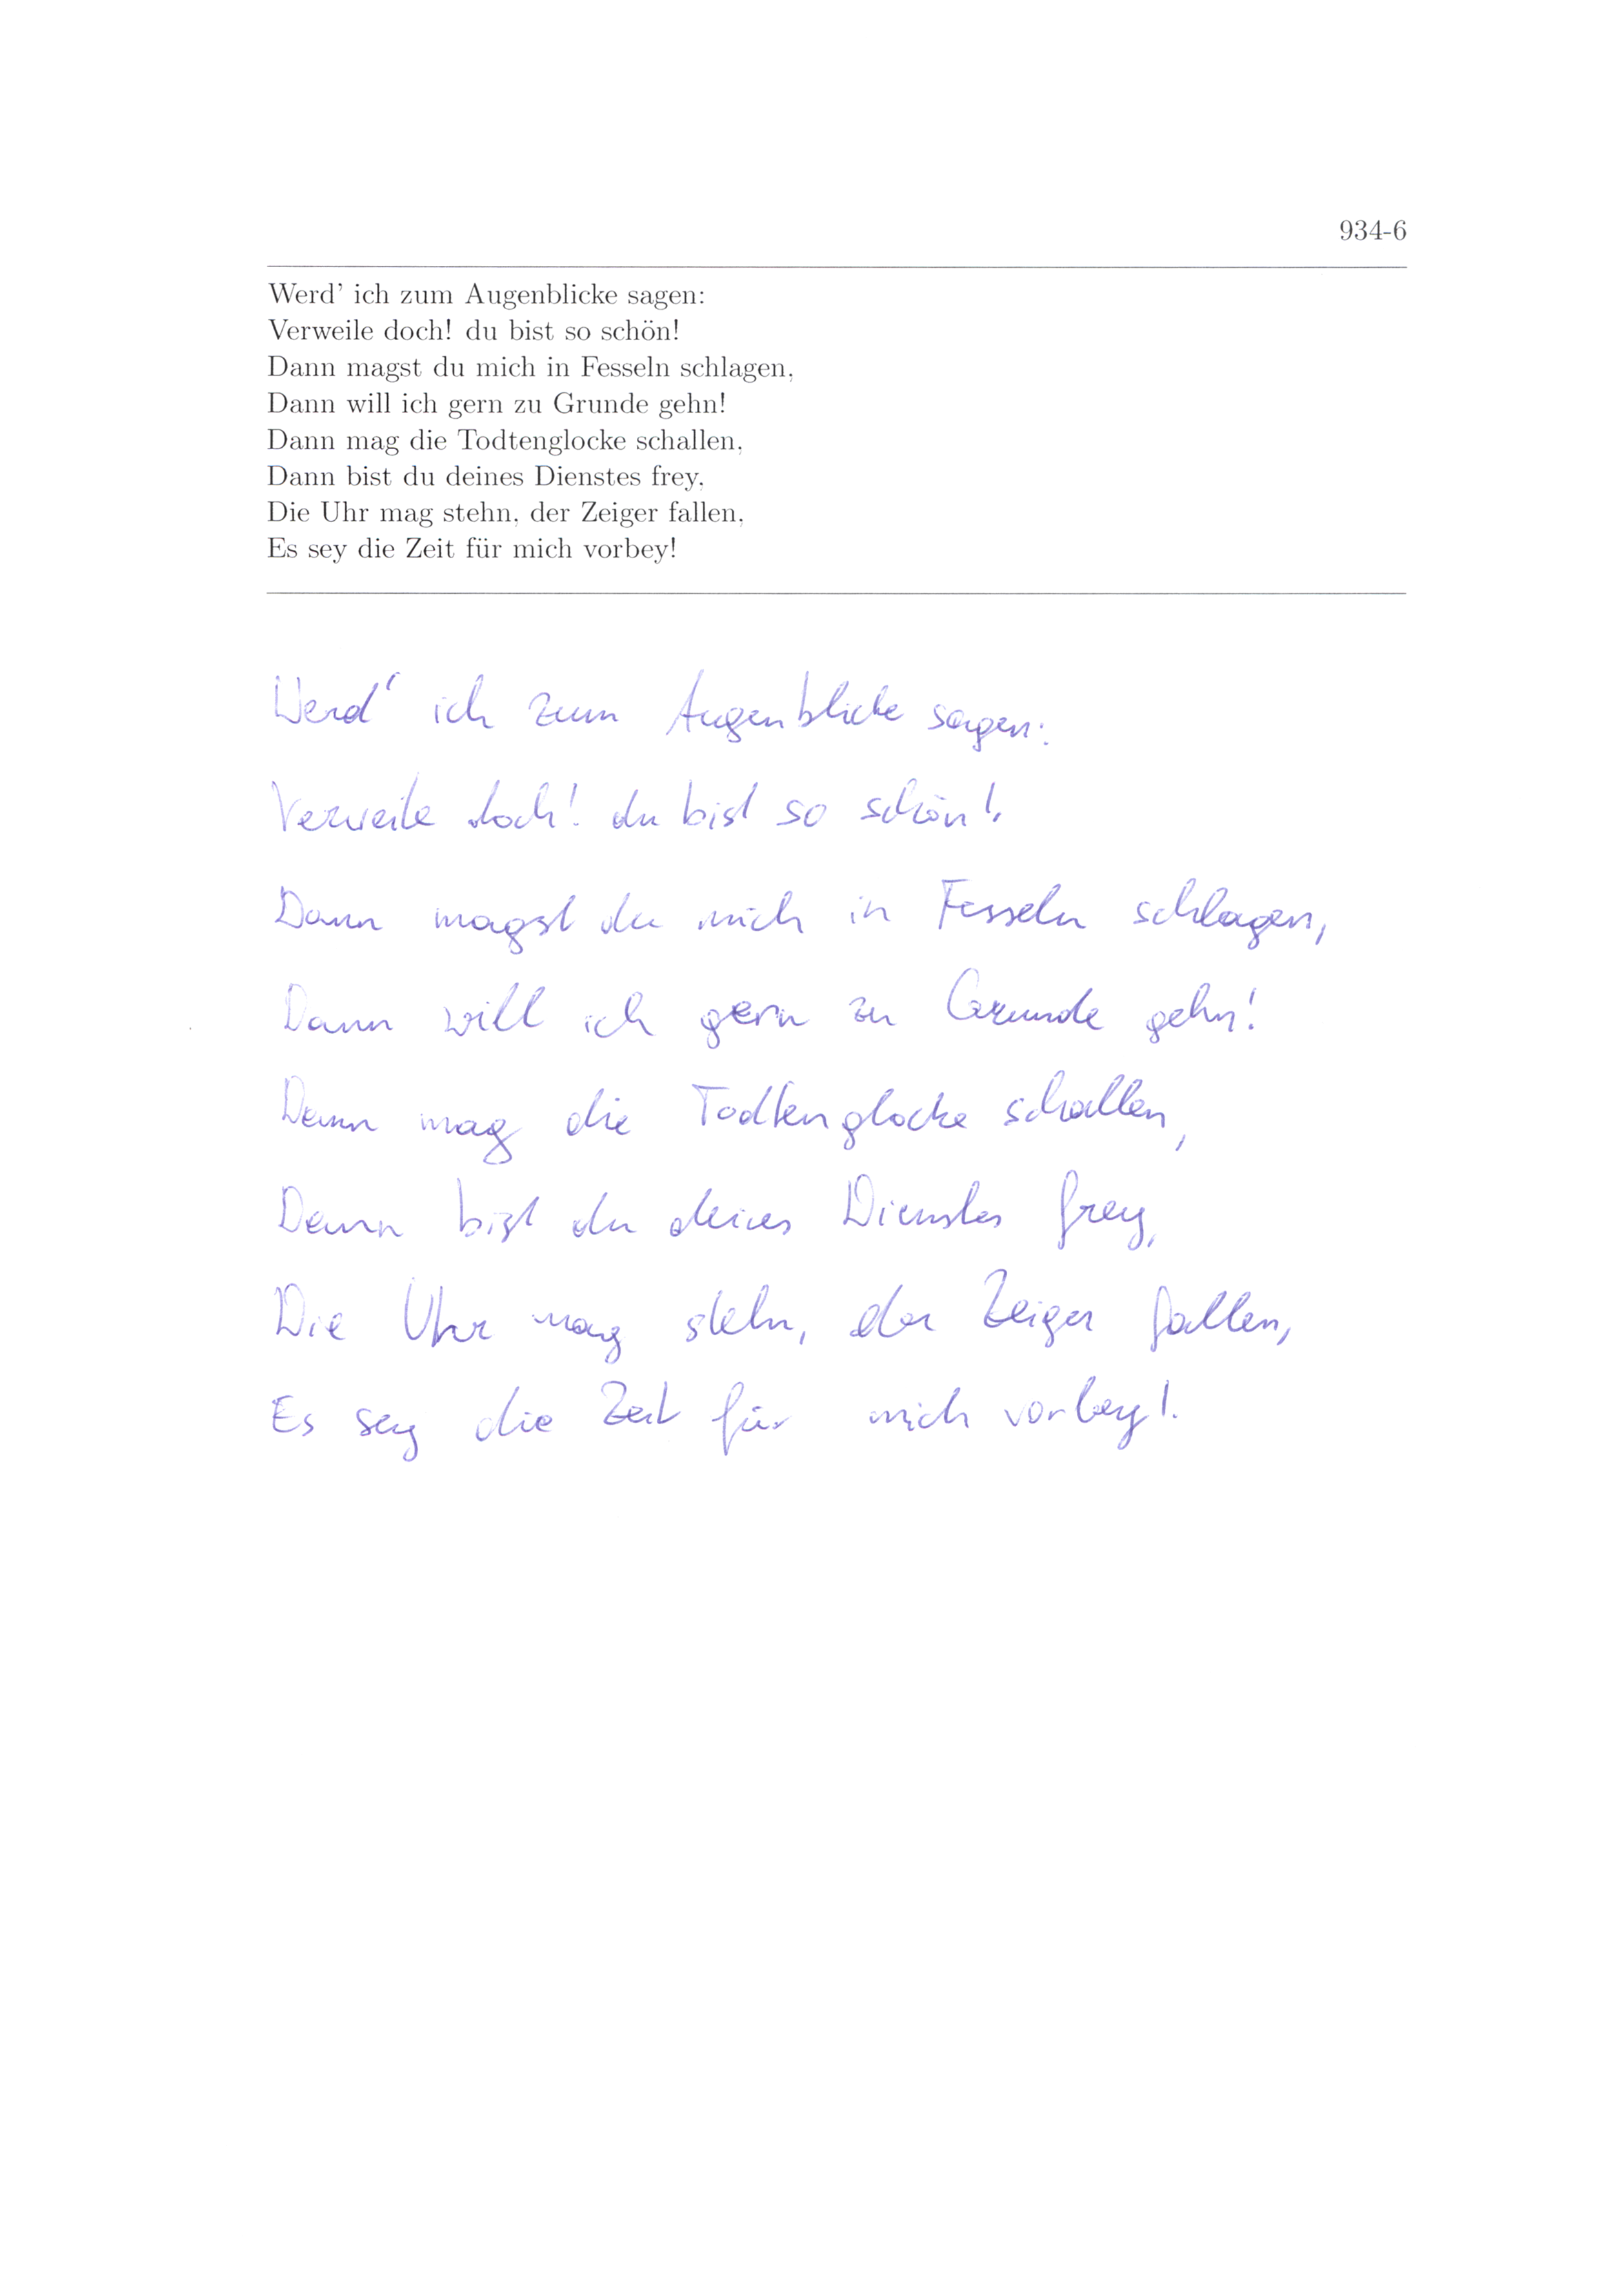 934-6
Werd' ich zum Augenblicke sagen:
Verweile doch! du bist so schön!
Dann magst du mich in Fesseln schlagen,
Dann will ich gern zu Grunde gehn!
Dann mag die Todtenglocke schallen,
Dann bist du deines Dienstes frey,
Die Uhr mag stehn, der Zeiger fallen,
Es sey die Zeit für mich vorbey!
Werd' ich zum Augenblicke sagen:
Verweile doch! du bist so schön!
Dann magst du mich in Fesseln schlagen,
Dann will ich gern zu Grunde gehn!
Dann mag die Todtenglocke schallen,
Dann bist du deines Dienstes frey,
Die Uhr mag stehn, der Zeiger fallen,
Es sey die Zeit für mich vorbey!